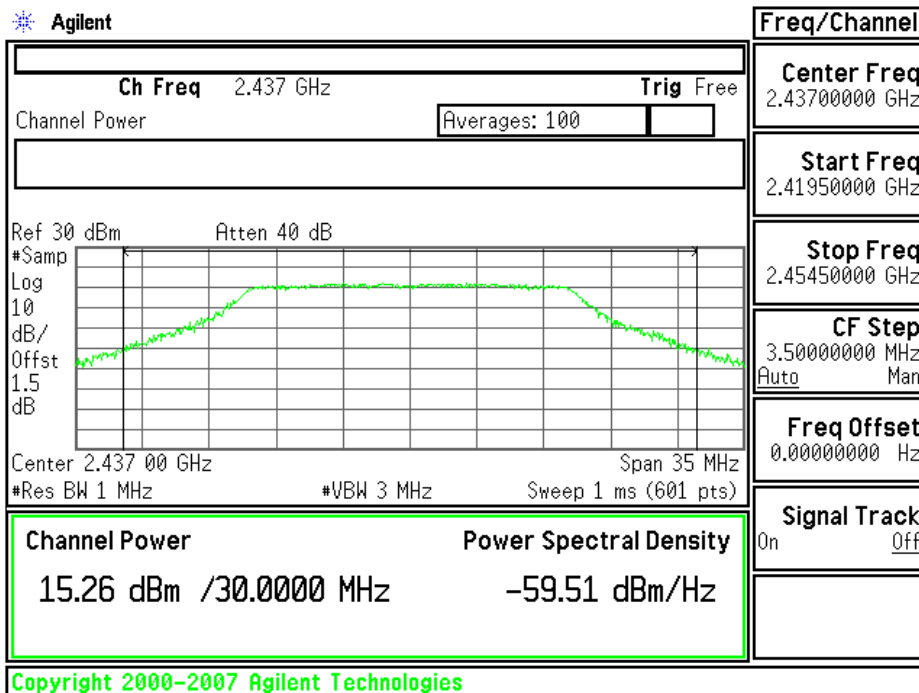 Agilent
Freq/Channel
Ch Freq 2.437 GHz Trig Free
Channel Power Averages: 100
Ref 30 dBm Atten 40 dB
#Samp
Log
10
dB/
Offst
1.5
dB
Center 2.437 00 GHz Span 35 MHz
#Res BW 1 MHz #VBW 3 MHz Sweep 1 ms (601 pts)
Channel Power Power Spectral Density
15.26 dBm /30.0000 MHz -59.51 dBm/Hz
Copyright 2000-2007 Agilent Technologies
Center Freq
2.43700000 GHz
Start Freq
2.41950000 GHz
Stop Freq
2.45450000 GHz
CF Step
3.50000000 MHz
Auto Man
Freq Offset
0.00000000 Hz
Signal Track
On Off